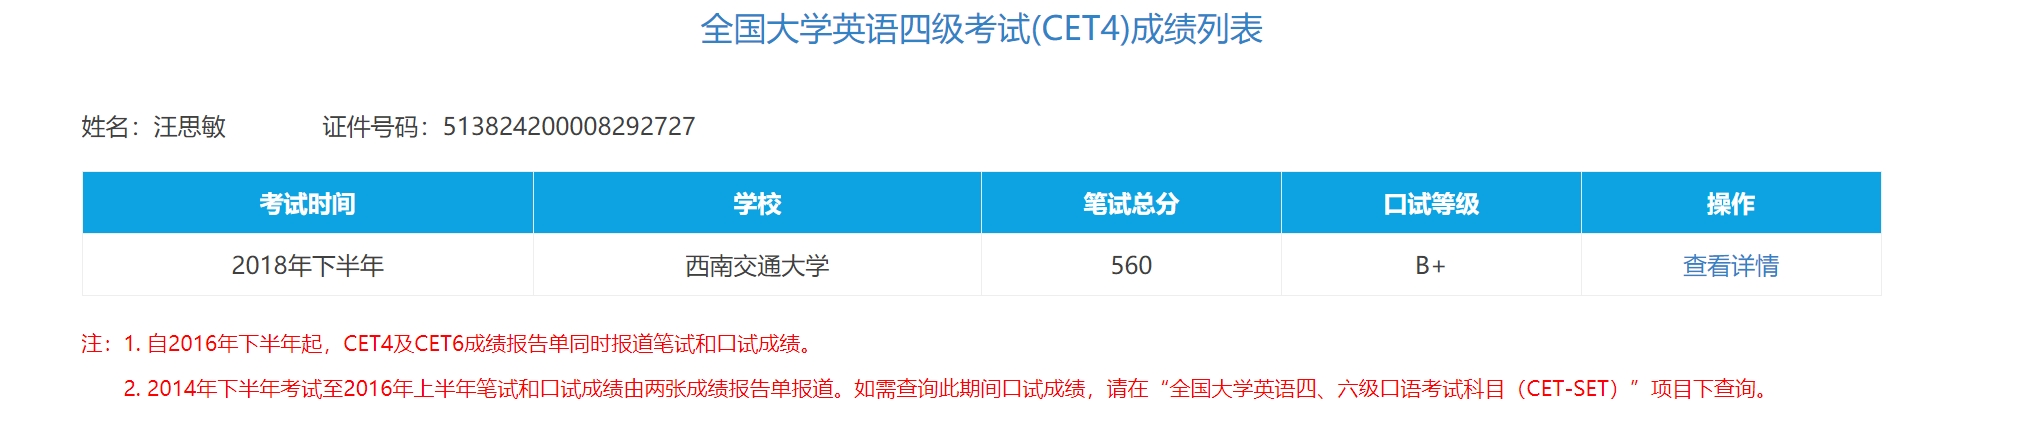 全国大学英语四级考试(CET4)成绩列表
姓名：汪思敏 证件号码：513824200008292727
考试时间 学校 笔试总分 口试等级 操作
2018年下半年 西南交通大学 560 B+ 查看详情
注：1. 自2016年下半年起，CET4及CET6成绩报告单同时报道笔试和口试成绩。
2. 2014年下半年考试至2016年上半年笔试和口试成绩由两张成绩报告单报道。如需查询此期间口试成绩，请在“全国大学英语四、六级口语考试科目（CET-SET）”项目下查询。